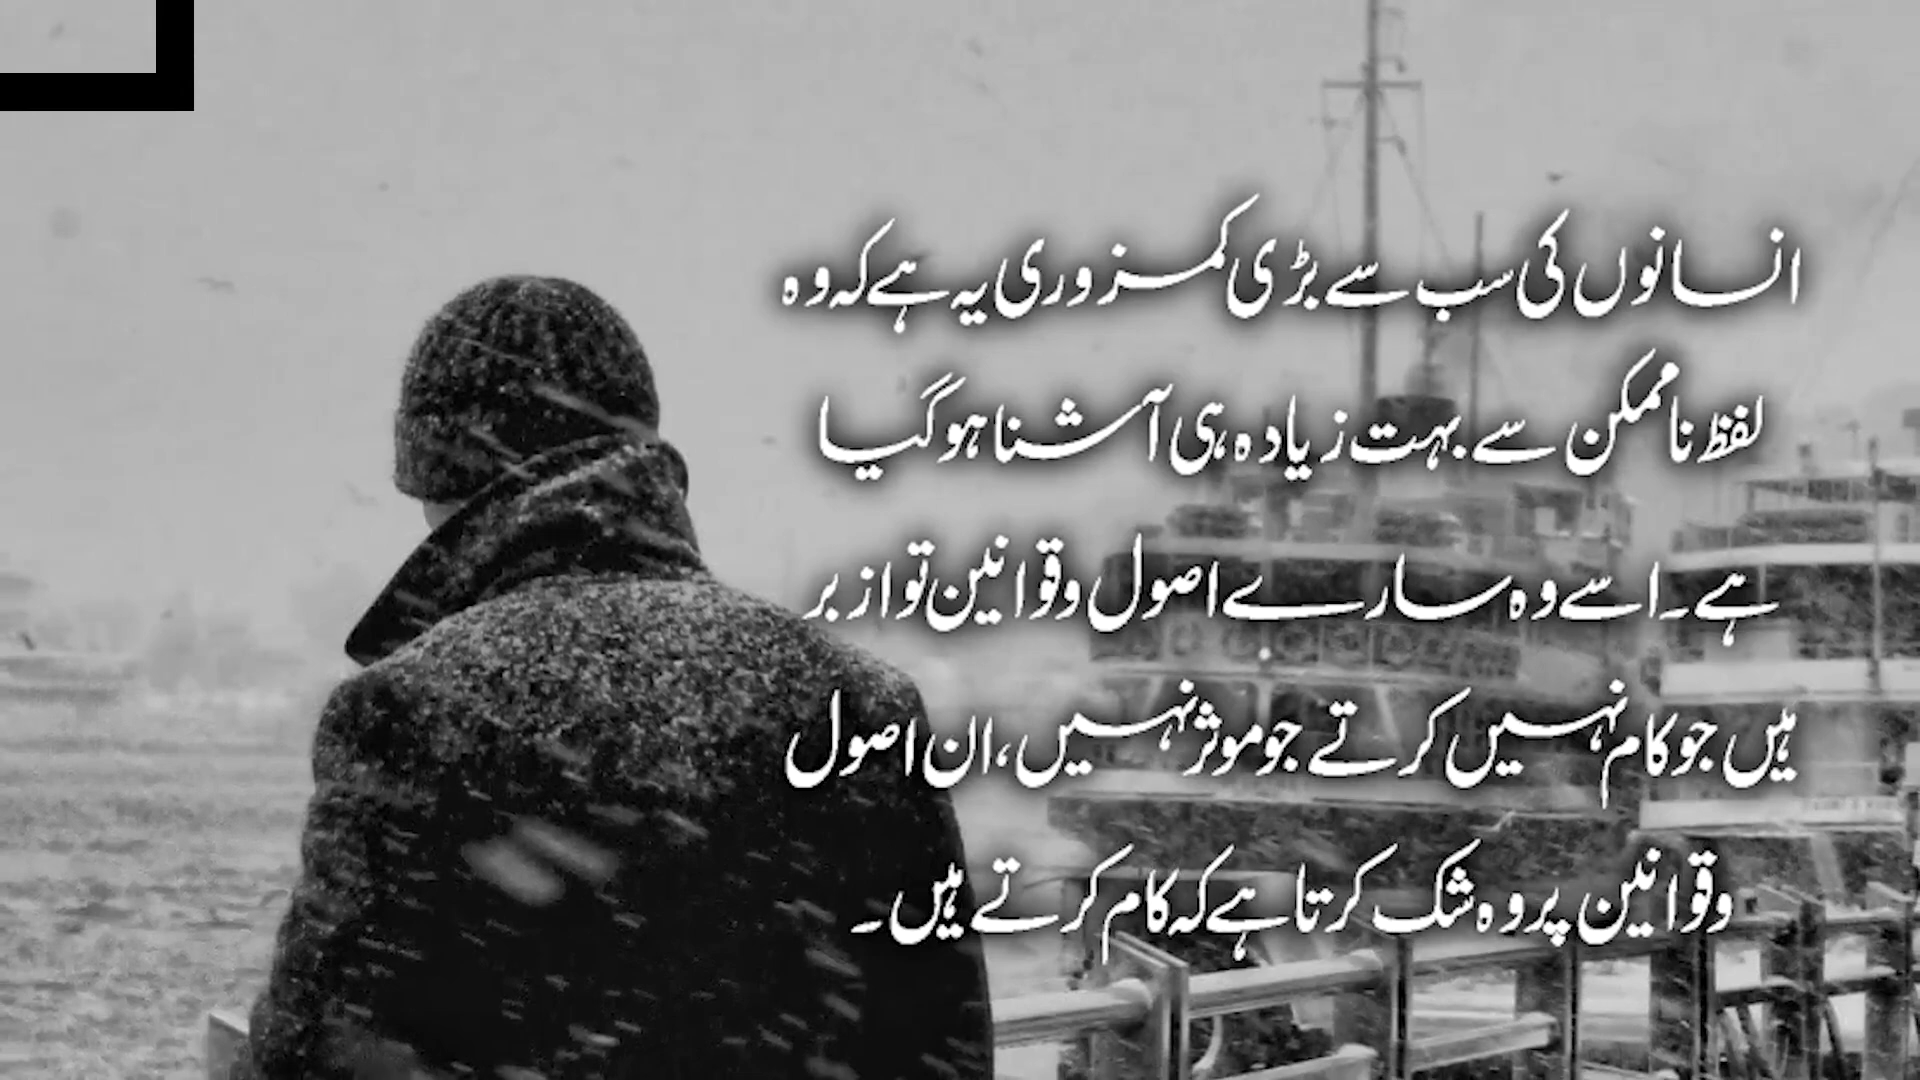 انسانوں کی سب سے بڑی کمزوری یہ ہے کہ وہ
لفظ ناممکن سے بہت زیادہ ہی آشنا ہو گیا
ہے۔ اسے وہ سارے اصول و قوانین تو ازبر
ہیں جو کام نہیں کرتے جو موثر نہیں، ان اصول
و قوانین پر وہ شک کرتا ہے کہ کام کرتے ہیں۔